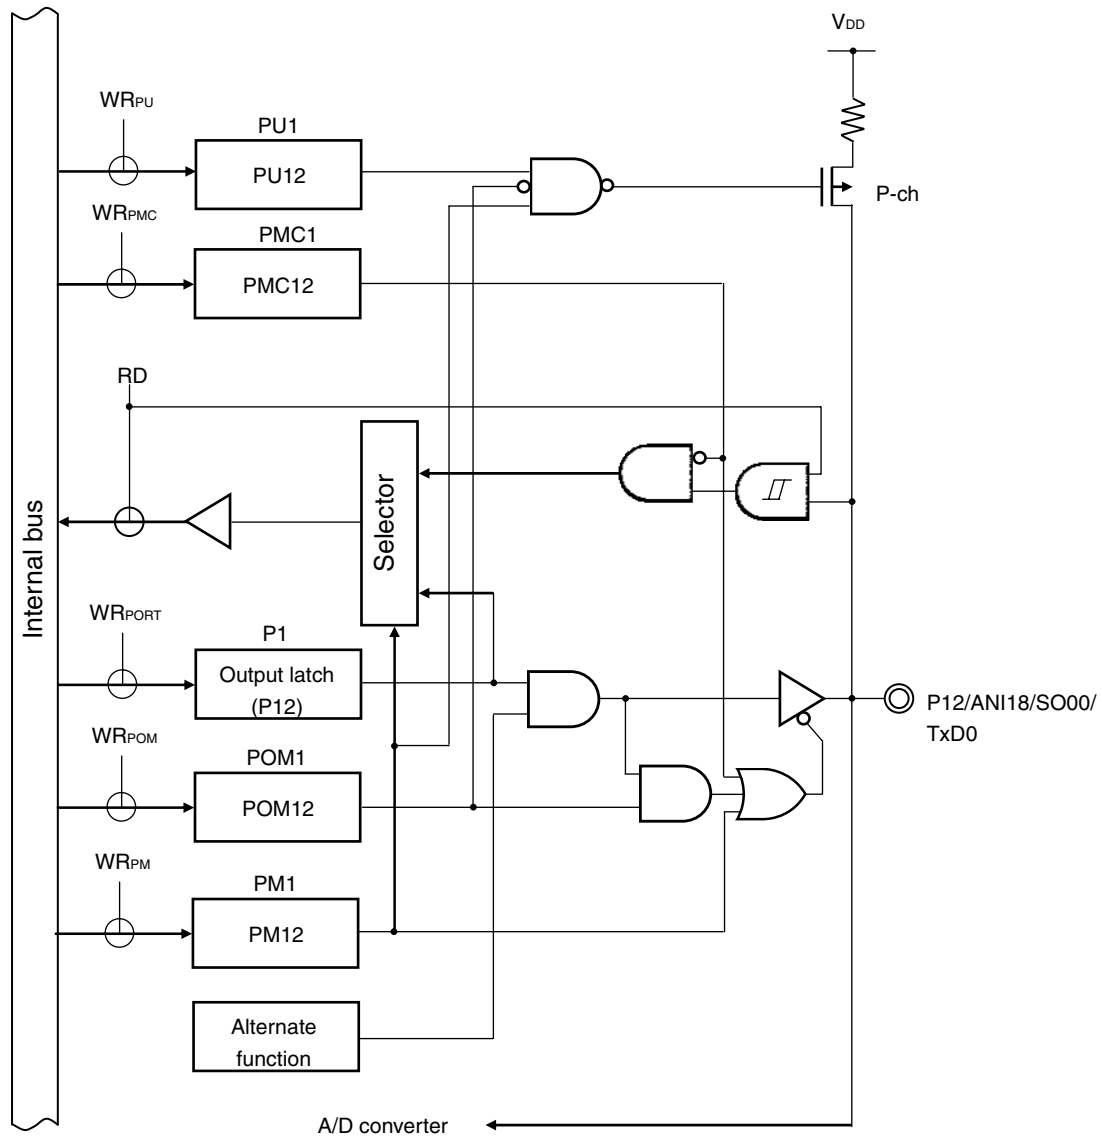 VDD
WRPU
PU1
PU12
P-ch
WRPMC
PMC1
PMC12
RD
Selector
Internal bus
WRPORT
P1
Output latch
(P12)
P12/ANI18/SO00/
TxD0
WRPOM
POM1
POM12
WRPM
PM1
PM12
Alternate
function
A/D converter